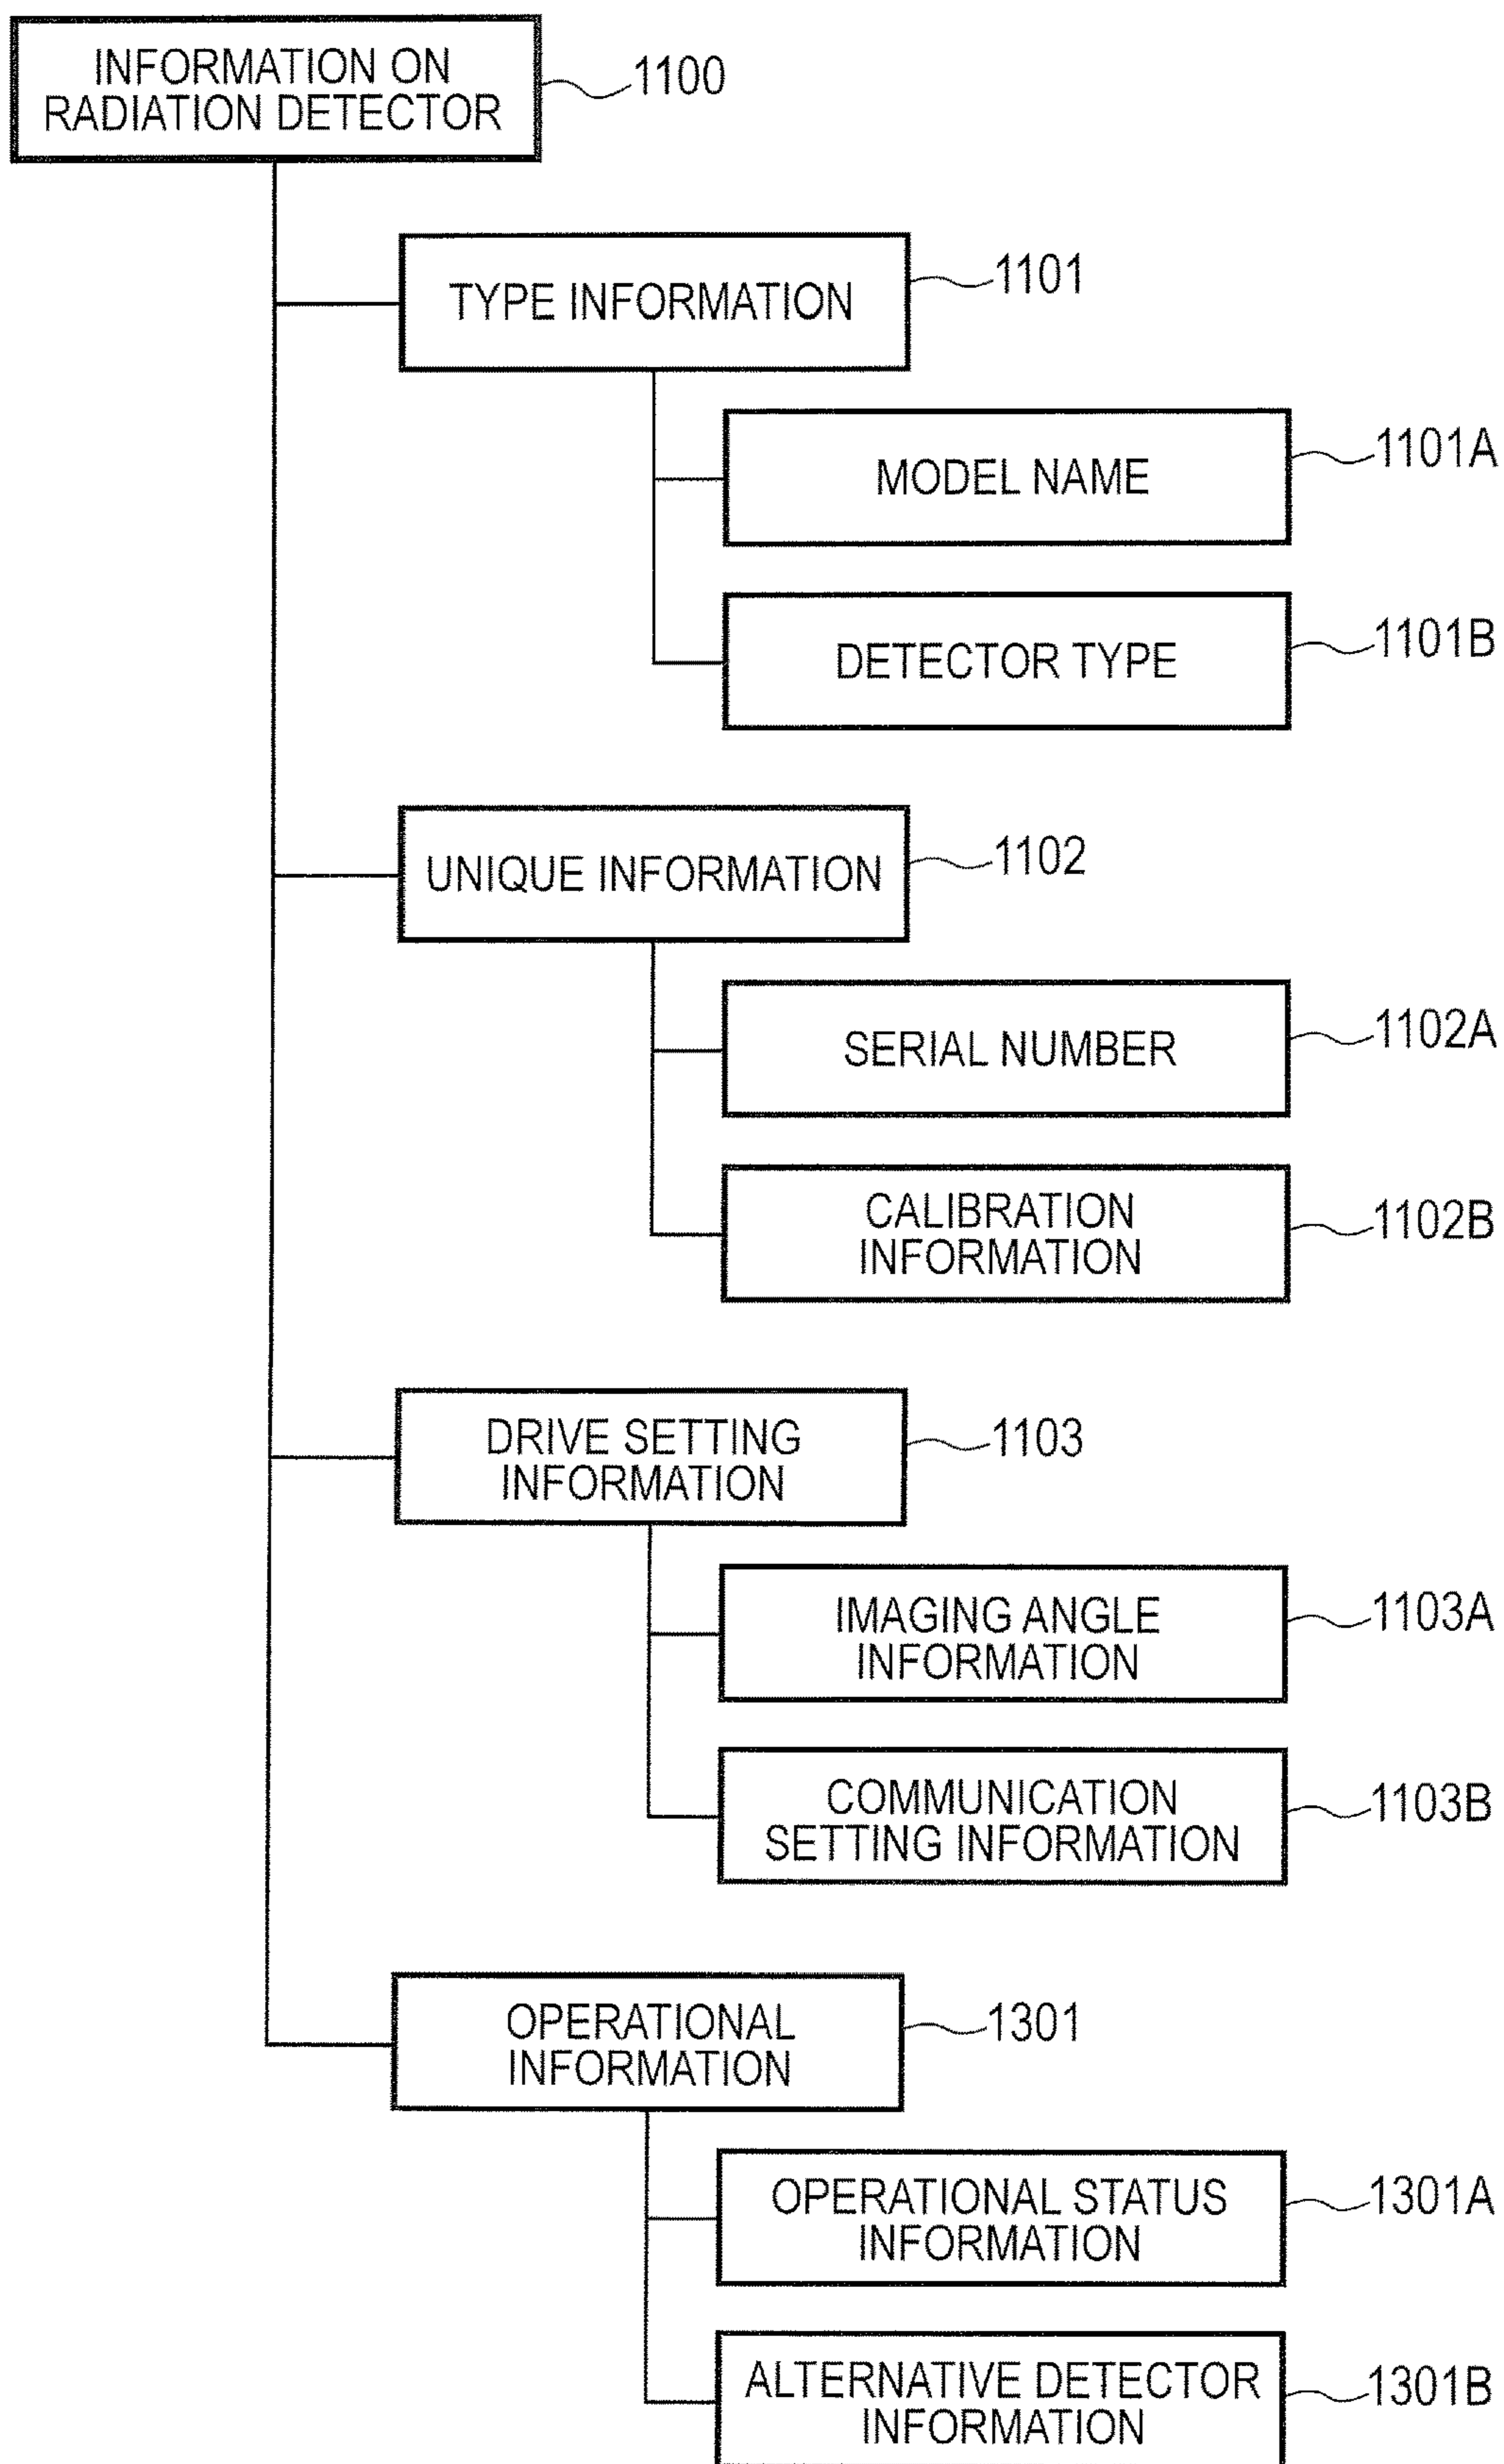 INFORMATION ON
RADIATION DETECTOR
1100
TYPE INFORMATION
1101
MODEL NAME
1101A
DETECTOR TYPE
1101B
UNIQUE INFORMATION
1102
SERIAL NUMBER
1102A
CALIBRATION
INFORMATION
1102B
DRIVE SETTING
INFORMATION
1103
IMAGING ANGLE
INFORMATION
1103A
COMMUNICATION
SETTING INFORMATION
1103B
OPERATIONAL
INFORMATION
1301
OPERATIONAL STATUS
INFORMATION
1301A
ALTERNATIVE DETECTOR
INFORMATION
1301B